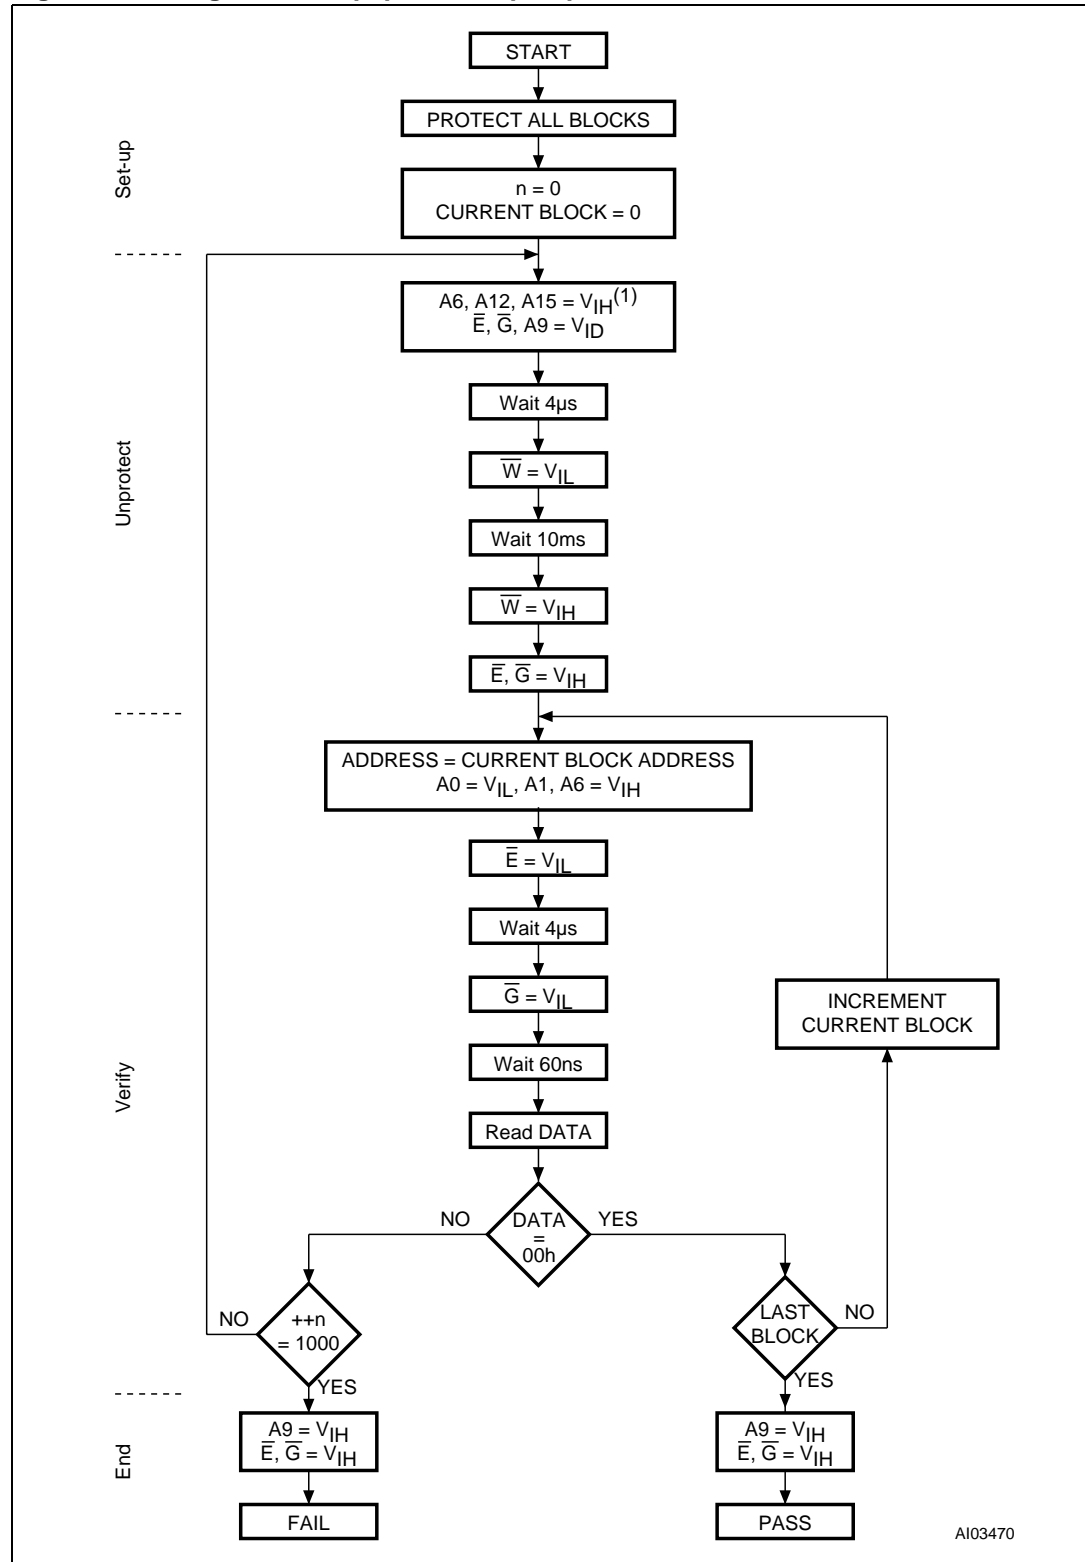 START
PROTECT ALL BLOCKS
Set-up
n = 0
CURRENT BLOCK = 0
A6, A12, A15 = VIH(1)
E̅, G̅, A9 = VID
Wait 4µs
Unprotect
W̅ = VIL
Wait 10ms
W̅ = VIH
E̅, G̅ = VIH
ADDRESS = CURRENT BLOCK ADDRESS
A0 = VIL, A1, A6 = VIH
E̅ = VIL
Wait 4µs
G̅ = VIL
INCREMENT
CURRENT BLOCK
Wait 60ns
Verify
Read DATA
NO
DATA
=
00h
YES
NO
++n
= 1000
LAST
BLOCK
NO
YES
YES
End
A9 = VIH
E̅, G̅ = VIH
A9 = VIH
E̅, G̅ = VIH
FAIL
PASS
AI03470